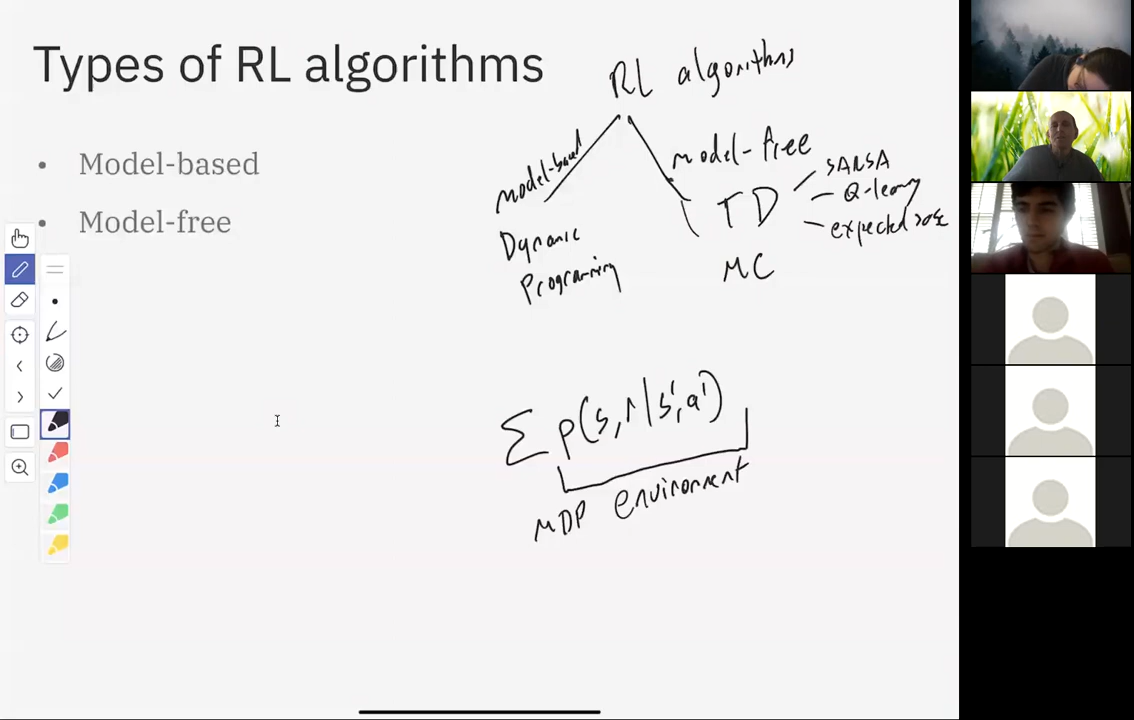 Types of RL algorithms
• Model-based
• Model-free
RL algorithms
model-based
model-free
Dynamic
Programming
TD
SARSA
Q-learning
expected
MC
Σ p(s, r | s', a')
MDP environment